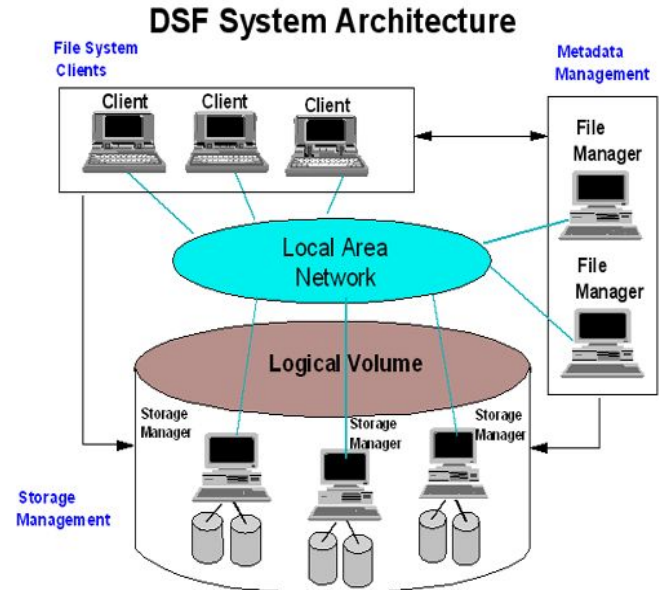 DSF System Architecture
File System
Clients
Metadata
Management
Client
Client
Client
File
Manager
File
Manager
Local Area
Network
Logical Volume
Storage
Manager
Storage
Manager
Storage
Manager
Storage
Management